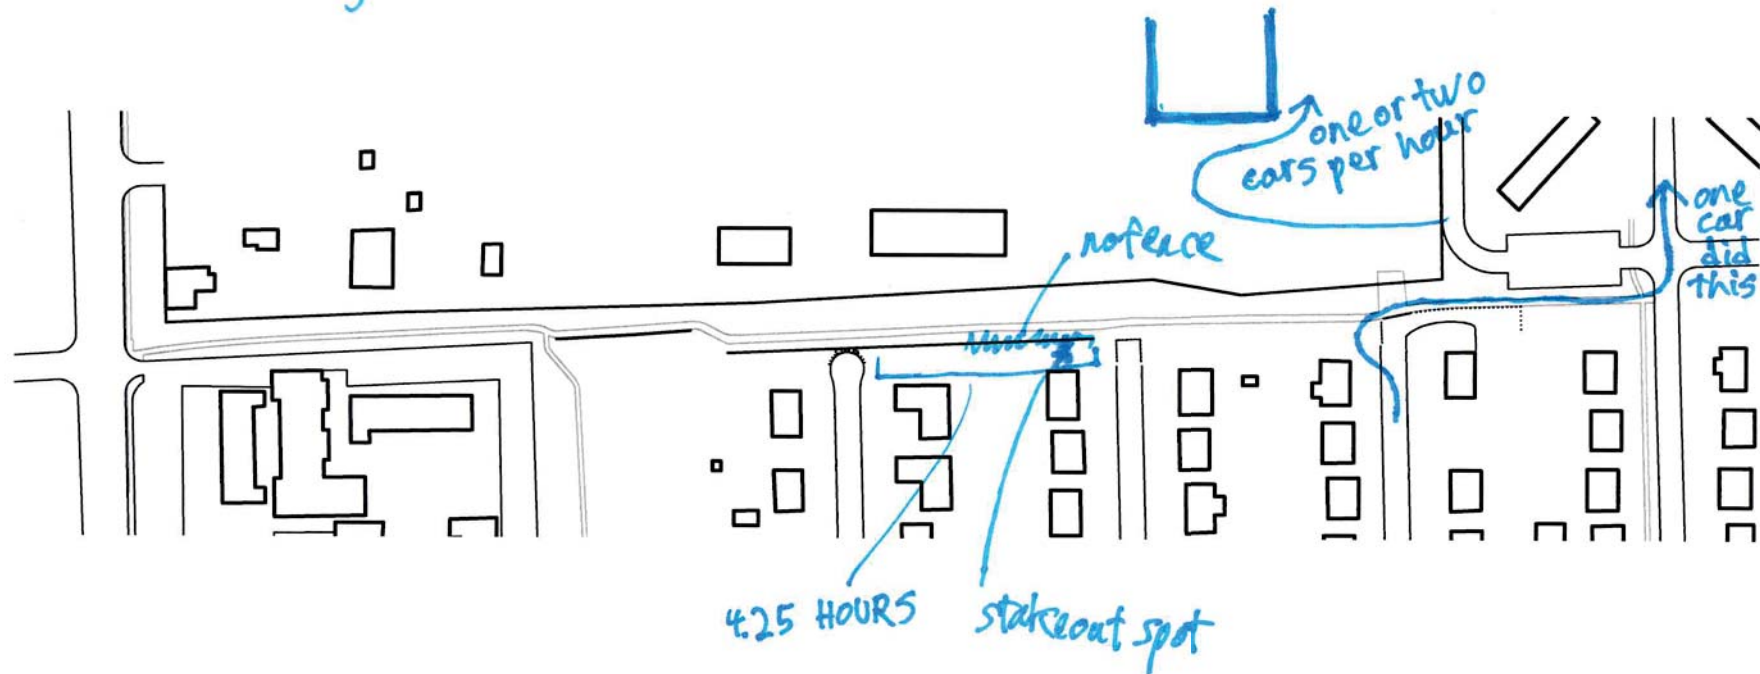 one or two
cars per hour
no fence
one
car
did
this
4.25 HOURS
stakeout spot